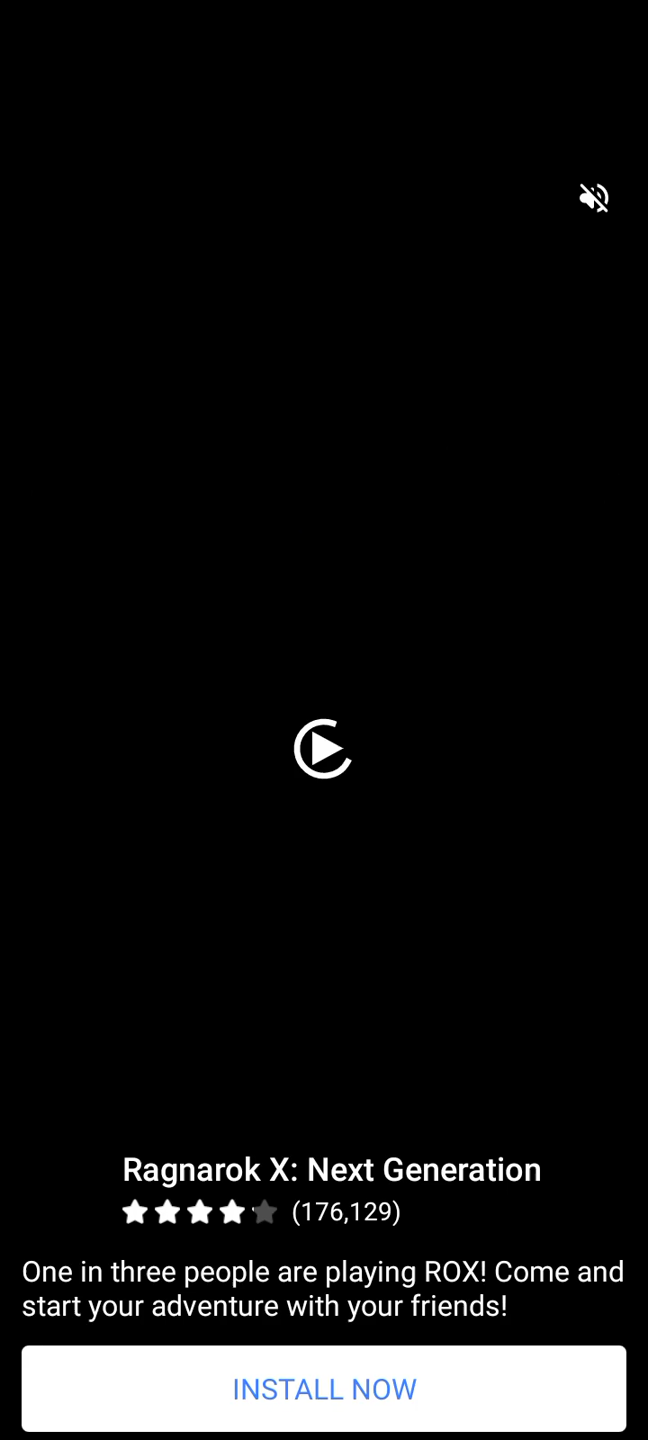 Ragnarok X: Next Generation
(176,129)
One in three people are playing ROX! Come and
start your adventure with your friends!
INSTALL NOW